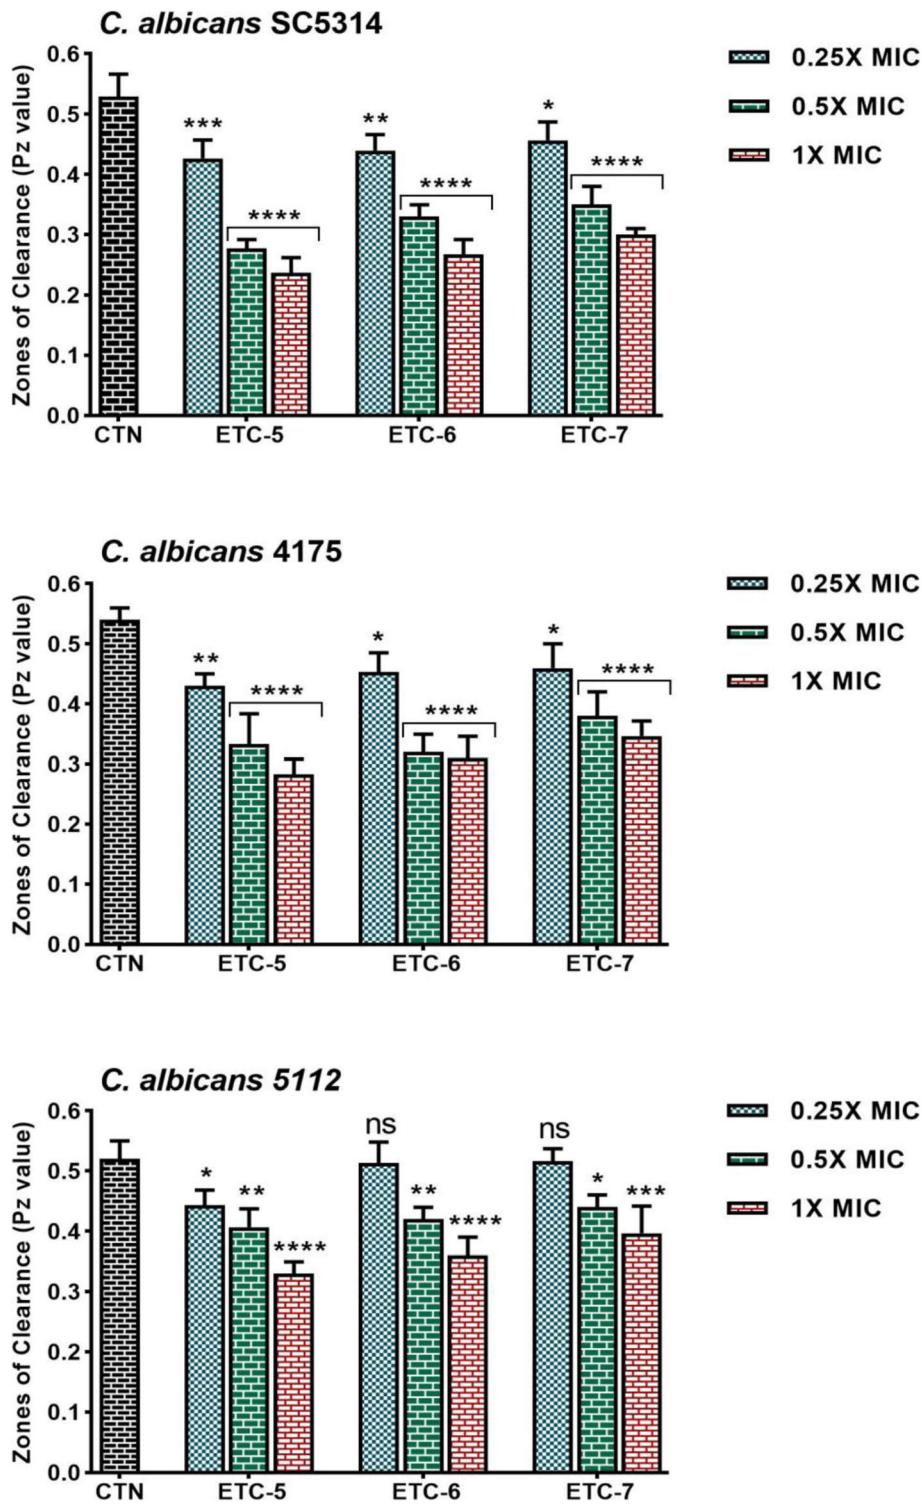 C. albicans SC5314
Zones of Clearance (Pz value)
0.6
0.5
0.4
0.3
0.2
0.1
0.0
***
****
**
****
*
****
CTN ETC-5 ETC-6 ETC-7
0.25X MIC
0.5X MIC
1X MIC
C. albicans 4175
Zones of Clearance (Pz value)
0.6
0.5
0.4
0.3
0.2
0.1
0.0
**
****
*
****
*
****
CTN ETC-5 ETC-6 ETC-7
0.25X MIC
0.5X MIC
1X MIC
C. albicans 5112
Zones of Clearance (Pz value)
0.6
0.5
0.4
0.3
0.2
0.1
0.0
*
**
****
ns
**
****
ns
*
***
CTN ETC-5 ETC-6 ETC-7
0.25X MIC
0.5X MIC
1X MIC